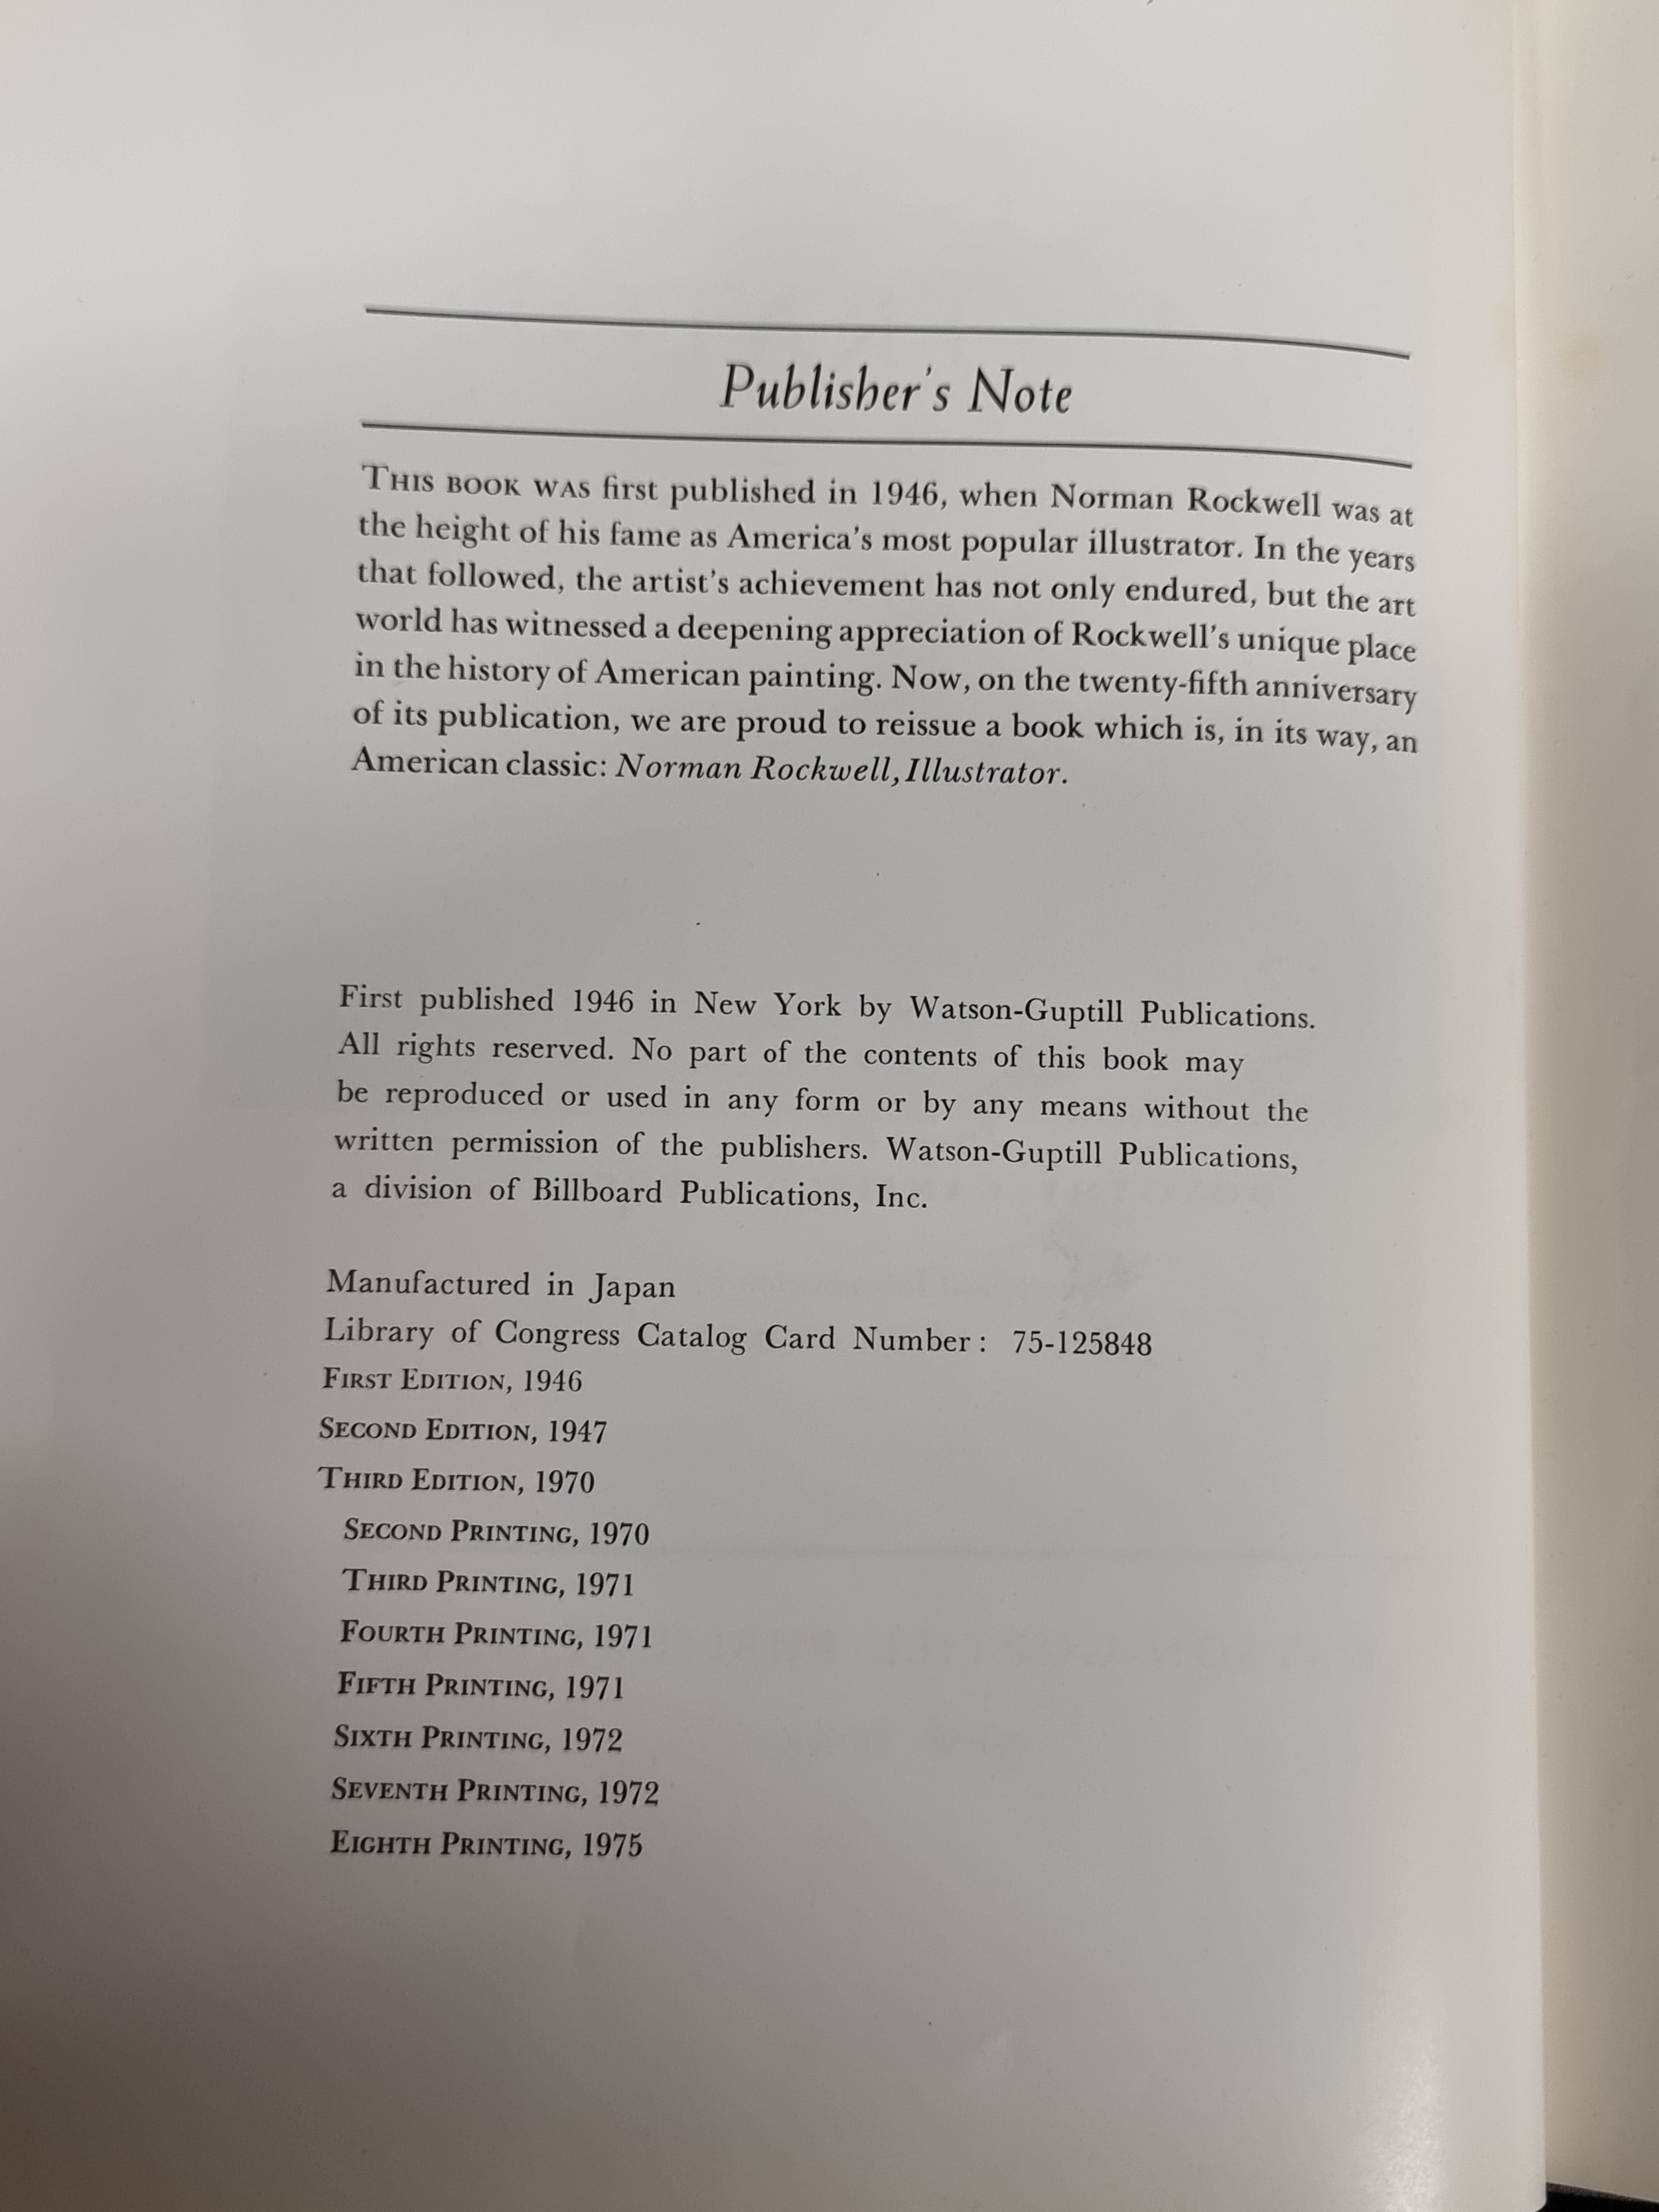 Publisher's Note
THIS BOOK WAS first published in 1946, when Norman Rockwell was at
the height of his fame as America's most popular illustrator. In the years
that followed, the artist's achievement has not only endured, but the art
world has witnessed a deepening appreciation of Rockwell's unique place
in the history of American painting. Now, on the twenty-fifth anniversary
of its publication, we are proud to reissue a book which is, in its way, an
American classic: Norman Rockwell, Illustrator.
First published 1946 in New York by Watson-Guptill Publications.
All rights reserved. No part of the contents of this book may
be reproduced or used in any form or by any means without the
written permission of the publishers. Watson-Guptill Publications,
a division of Billboard Publications, Inc.
Manufactured in Japan
Library of Congress Catalog Card Number: 75-125848
FIRST EDITION, 1946
SECOND EDITION, 1947
THIRD EDITION, 1970
SECOND PRINTING, 1970
THIRD PRINTING, 1971
FOURTH PRINTING, 1971
FIFTH PRINTING, 1971
SIXTH PRINTING, 1972
SEVENTH PRINTING, 1972
EIGHTH PRINTING, 1975